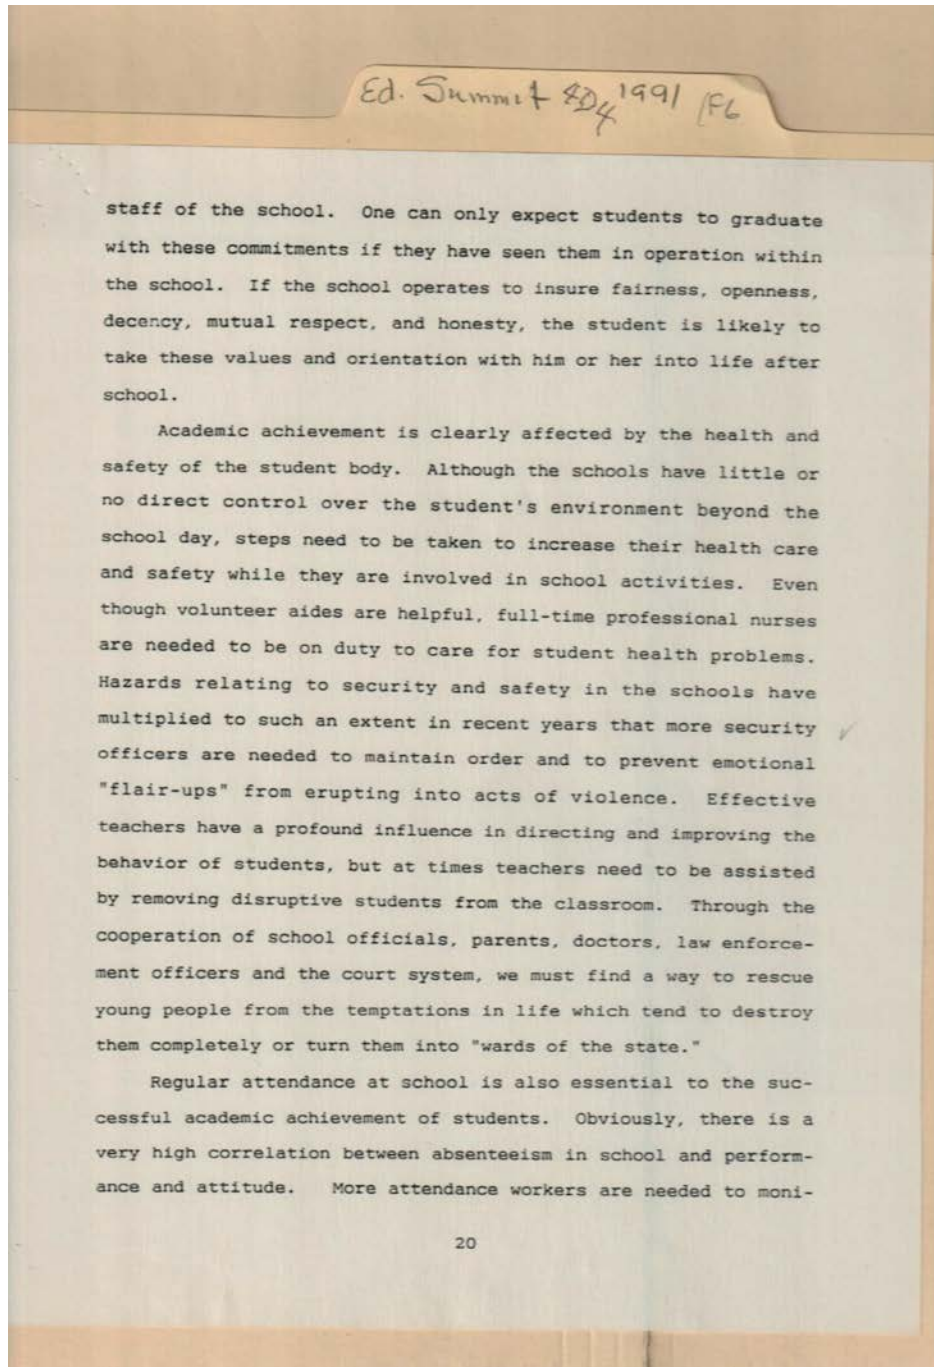 Ed. Summit 1991
staff of the school. One can only expect students to graduate
with these commitments if they have seen them in operation within
the school. If the school operates to insure fairness, openness,
decency, mutual respect, and honesty, the student is likely to
take these values and orientation with him or her into life after
school.
Academic achievement is clearly affected by the health and
safety of the student body. Although the schools have little or
no direct control over the student's environment beyond the
school day, steps need to be taken to increase their health care
and safety while they are involved in school activities. Even
though volunteer aides are helpful, full-time professional nurses
are needed to be on duty to care for student health problems.
Hazards relating to security and safety in the schools have
multiplied to such an extent in recent years that more security
officers are needed to maintain order and to prevent emotional
"flair-ups" from erupting into acts of violence. Effective
teachers have a profound influence in directing and improving the
behavior of students, but at times teachers need to be assisted
by removing disruptive students from the classroom. Through the
cooperation of school officials, parents, doctors, law enforce-
ment officers and the court system, we must find a way to rescue
young people from the temptations in life which tend to destroy
them completely or turn them into "wards of the state."
Regular attendance at school is also essential to the suc-
cessful academic achievement of students. Obviously, there is a
very high correlation between absenteeism in school and perform-
ance and attitude. More attendance workers are needed to moni-
20